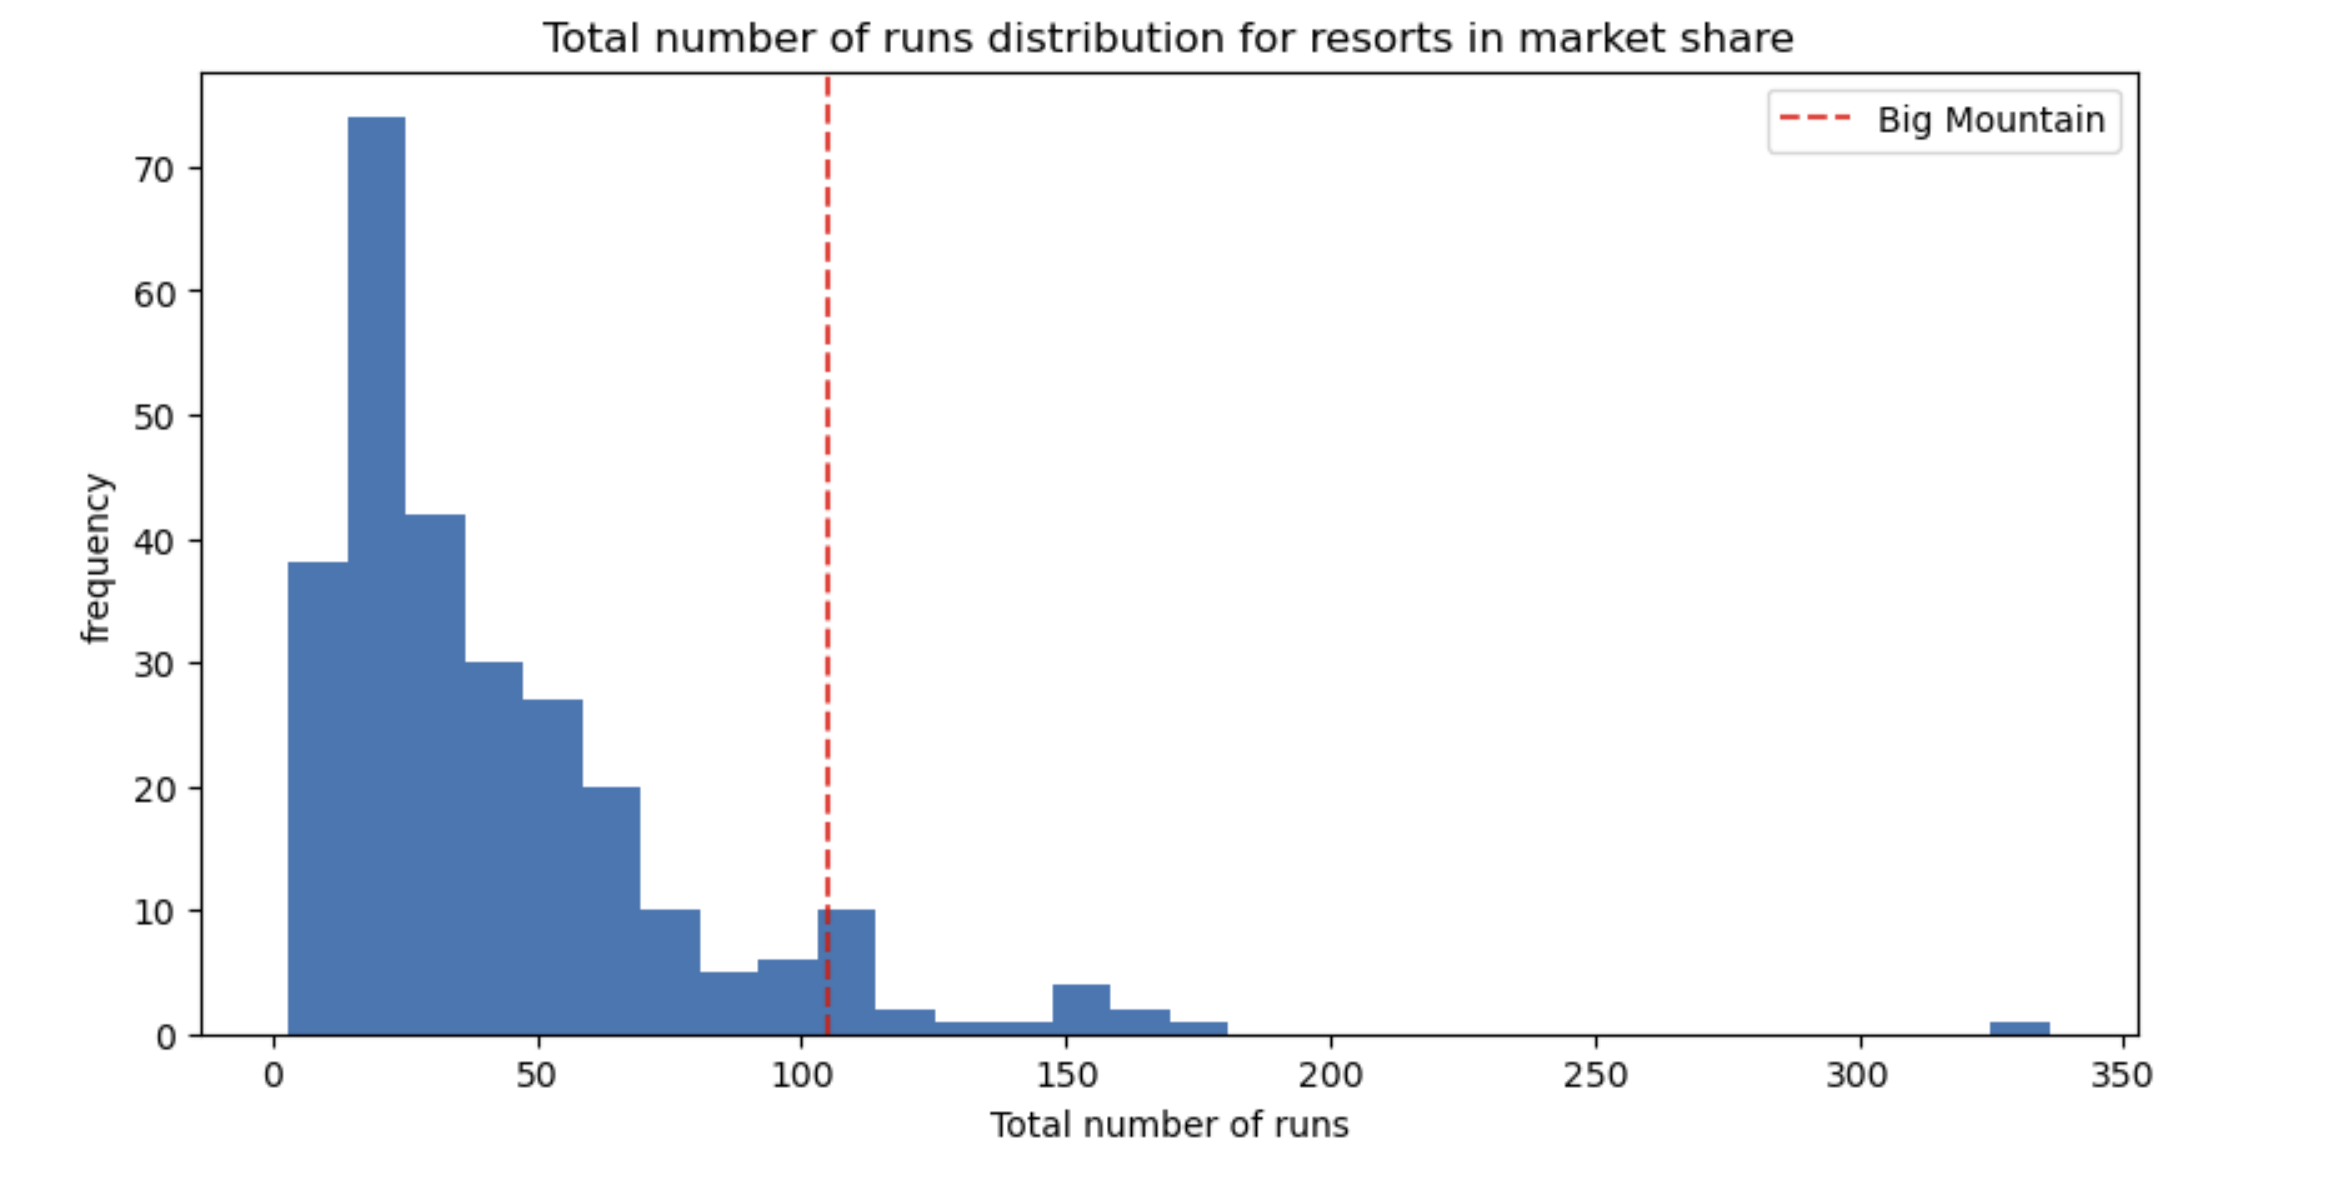 Total number of runs distribution for resorts in market share
Big Mountain
70
60
50
40
30
20
10
0
frequency
0 50 100 150 200 250 300 350
Total number of runs